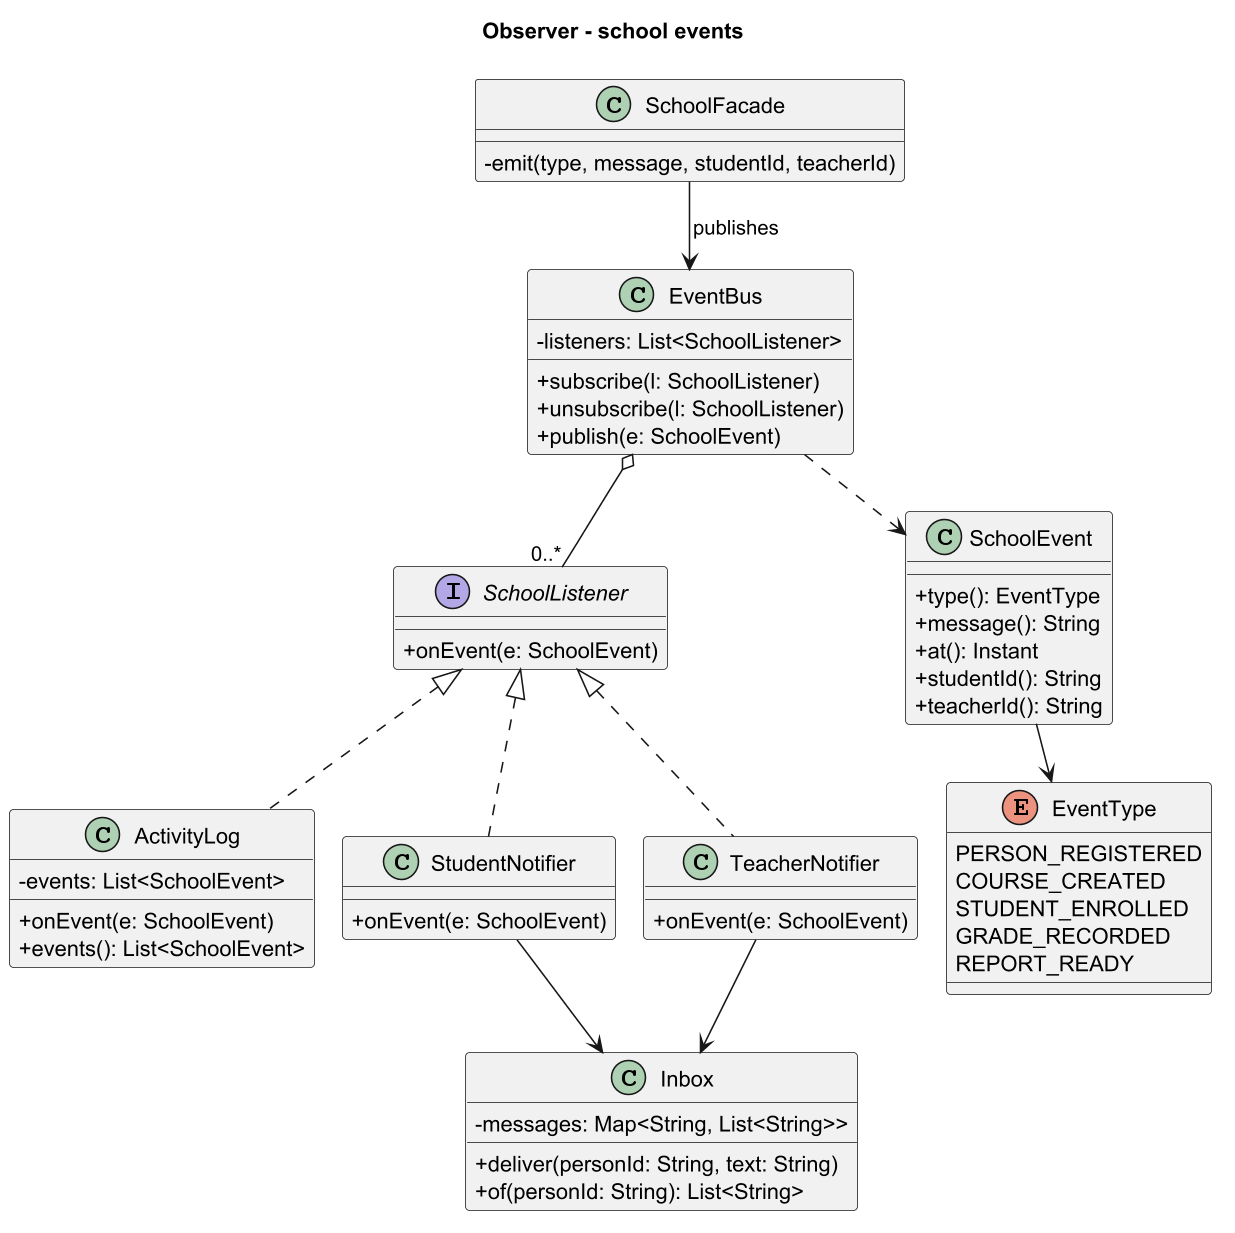 Observer - school events
C SchoolFacade
-emit(type, message, studentId, teacherId)
publishes
C EventBus
-listeners: List<SchoolListener>
+subscribe(l: SchoolListener)
+unsubscribe(l: SchoolListener)
+publish(e: SchoolEvent)
0..*
I SchoolListener
+onEvent(e: SchoolEvent)
C SchoolEvent
+type(): EventType
+message(): String
+at(): Instant
+studentId(): String
+teacherId(): String
C ActivityLog
-events: List<SchoolEvent>
+onEvent(e: SchoolEvent)
+events(): List<SchoolEvent>
C StudentNotifier
+onEvent(e: SchoolEvent)
C TeacherNotifier
+onEvent(e: SchoolEvent)
E EventType
PERSON_REGISTERED
COURSE_CREATED
STUDENT_ENROLLED
GRADE_RECORDED
REPORT_READY
C Inbox
-messages: Map<String, List<String>>
+deliver(personId: String, text: String)
+of(personId: String): List<String>